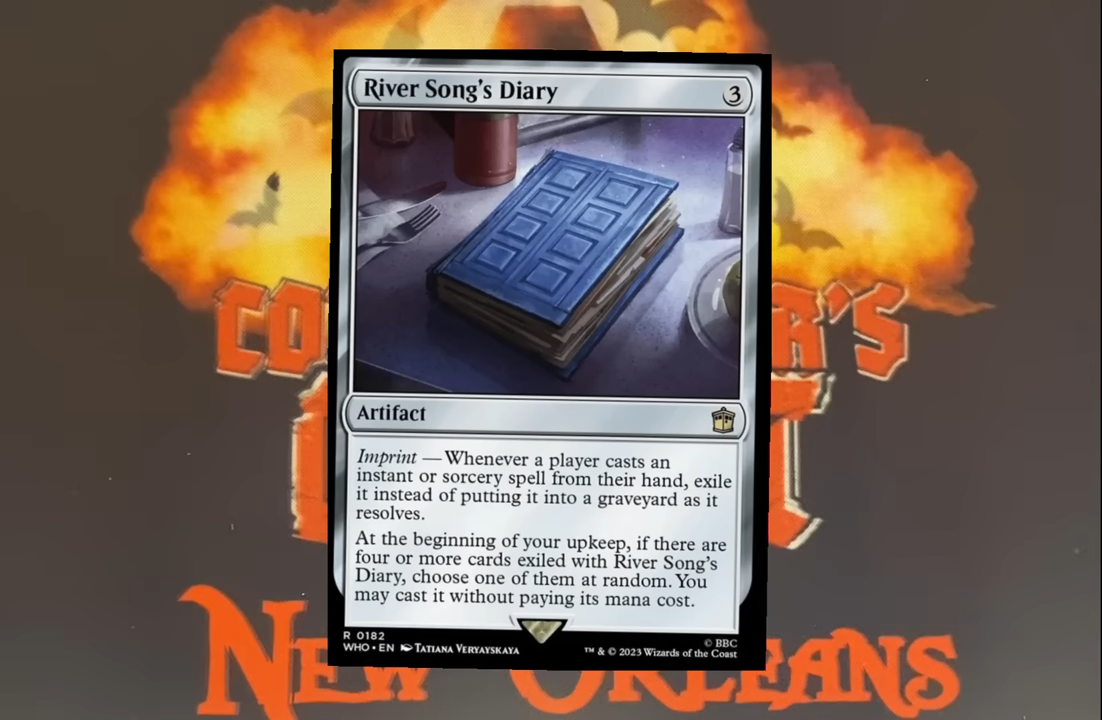 River Song's Diary 3
Artifact
Imprint — Whenever a player casts an
instant or sorcery spell from their hand, exile
it instead of putting it into a graveyard as it
resolves.
At the beginning of your upkeep, if there are
four or more cards exiled with River Song's
Diary, choose one of them at random. You
may cast it without paying its mana cost.
R 0182
WHO • EN TATIANA VERYAYSKAYA
© BBC
™ & © 2023 Wizards of the Coast
NEW ORLEANS